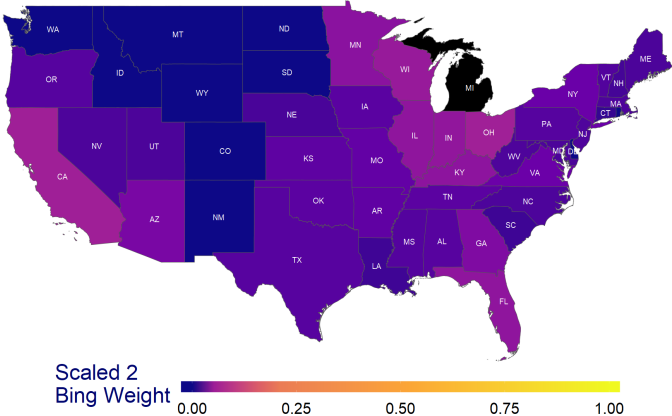 WA
MT
ND
MN
ME
OR
ID
SD
WI
VT
NH
WY
MI
NY
MA
CT
IA
NE
PA
NJ
NV
UT
CO
IL
IN
OH
MD
DE
CA
KS
MO
WV
VA
KY
AZ
NM
OK
AR
TN
NC
SC
TX
LA
MS
AL
GA
FL
Scaled 2
Bing Weight
0.00 0.25 0.50 0.75 1.00